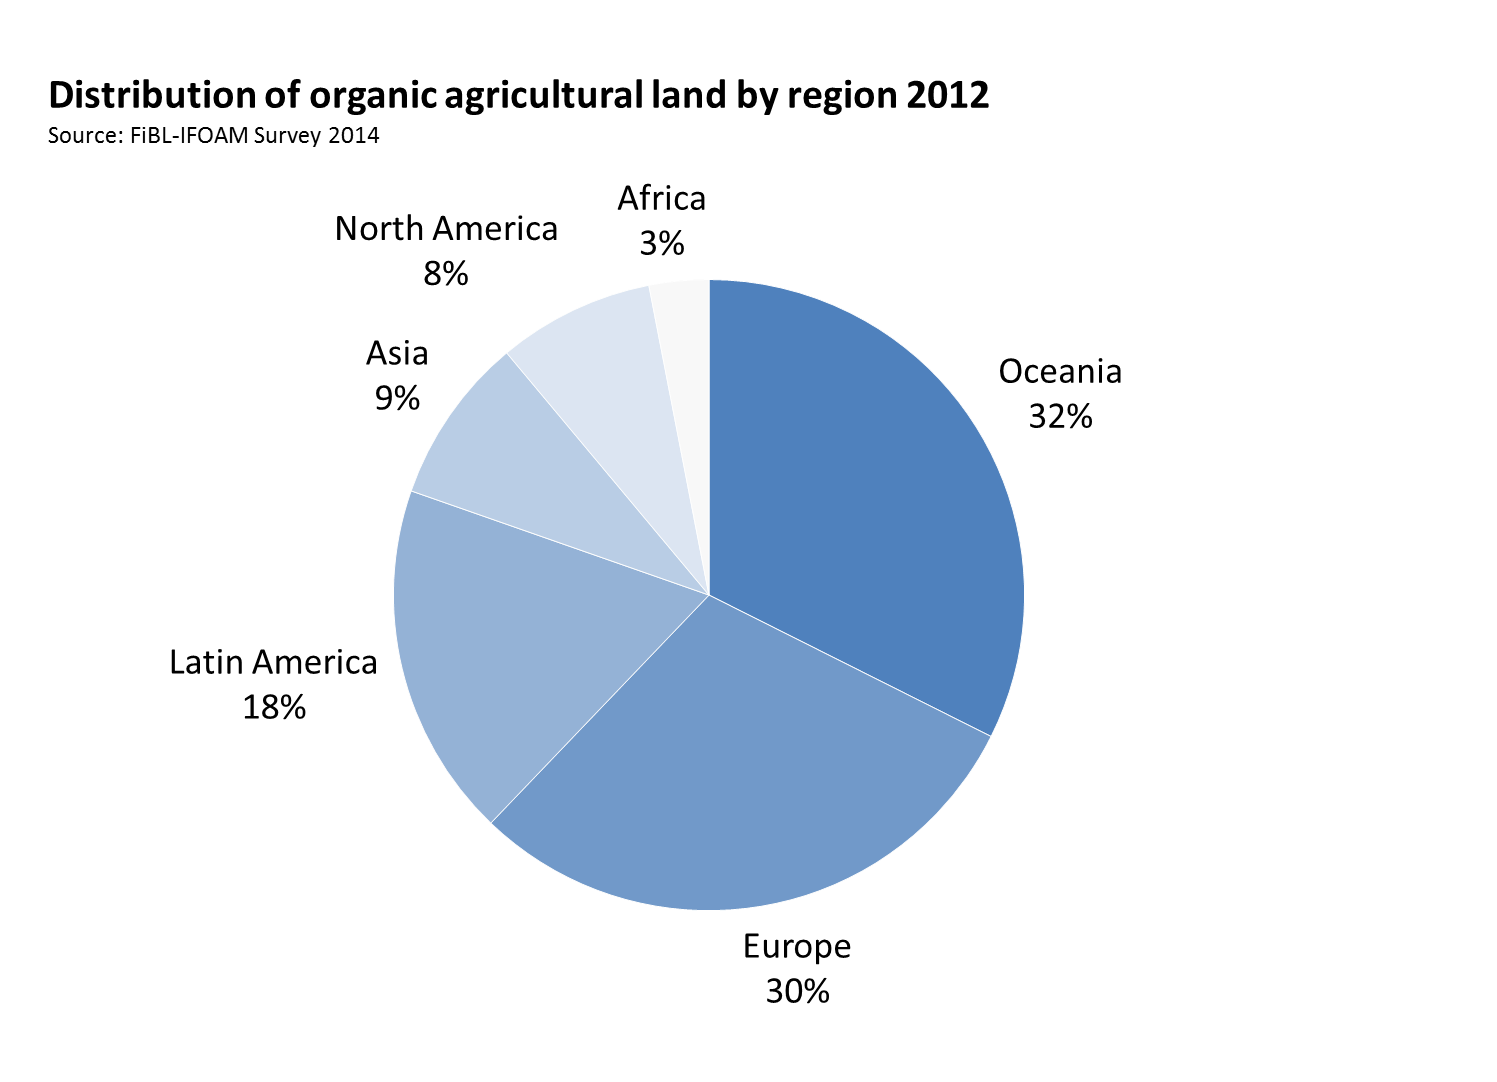 Distribution of organic agricultural land by region 2012
Source: FiBL-IFOAM Survey 2014
Africa
3%
North America
8%
Asia
9%
Oceania
32%
Latin America
18%
Europe
30%